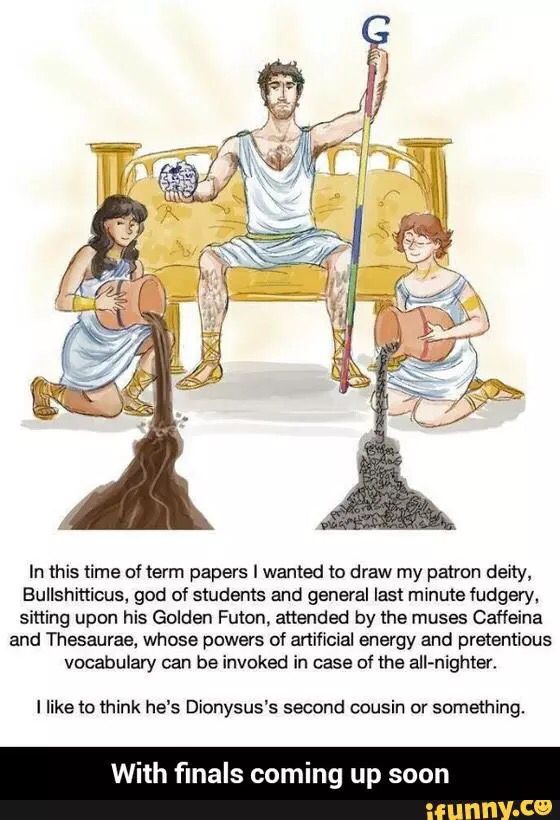 G
In this time of term papers I wanted to draw my patron deity,
Bullshitticus, god of students and general last minute fudgery,
sitting upon his Golden Futon, attended by the muses Caffeina
and Thesaurae, whose powers of artificial energy and pretentious
vocabulary can be invoked in case of the all-nighter.
I like to think he's Dionysus's second cousin or something.
With finals coming up soon
ifunny.ce